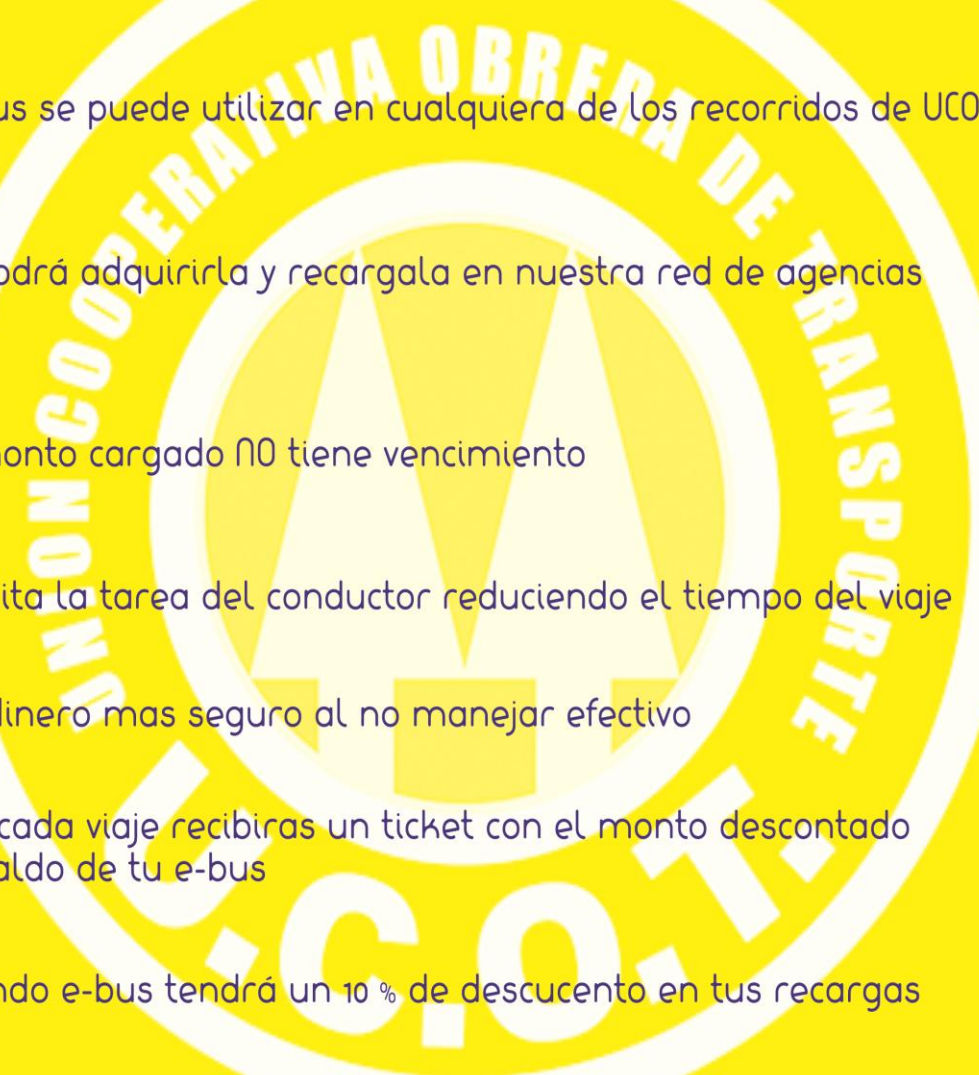 us se puede utilizar en cualquiera de los recorridos de UCO
odrá adquirirla y recargala en nuestra red de agencias
onto cargado NO tiene vencimiento
ita la tarea del conductor reduciendo el tiempo del viaje
dinero mas seguro al no manejar efectivo
cada viaje recibiras un ticket con el monto descontado
aldo de tu e-bus
ndo e-bus tendrá un 10 % de descucento en tus recargas
UNION COOPERATIVA OBRERA DE TRANSPORTE
U.C.O.T.